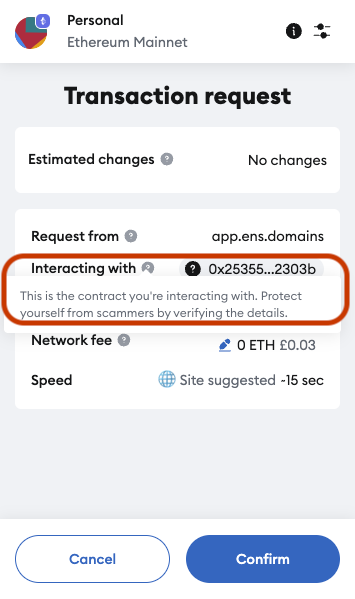 Personal
Ethereum Mainnet
Transaction request
Estimated changes
No changes
Request from
app.ens.domains
Interacting with
0x25355...2303b
This is the contract you're interacting with. Protect
yourself from scammers by verifying the details.
Network fee
0 ETH £0.03
Speed
Site suggested ~15 sec
Cancel
Confirm